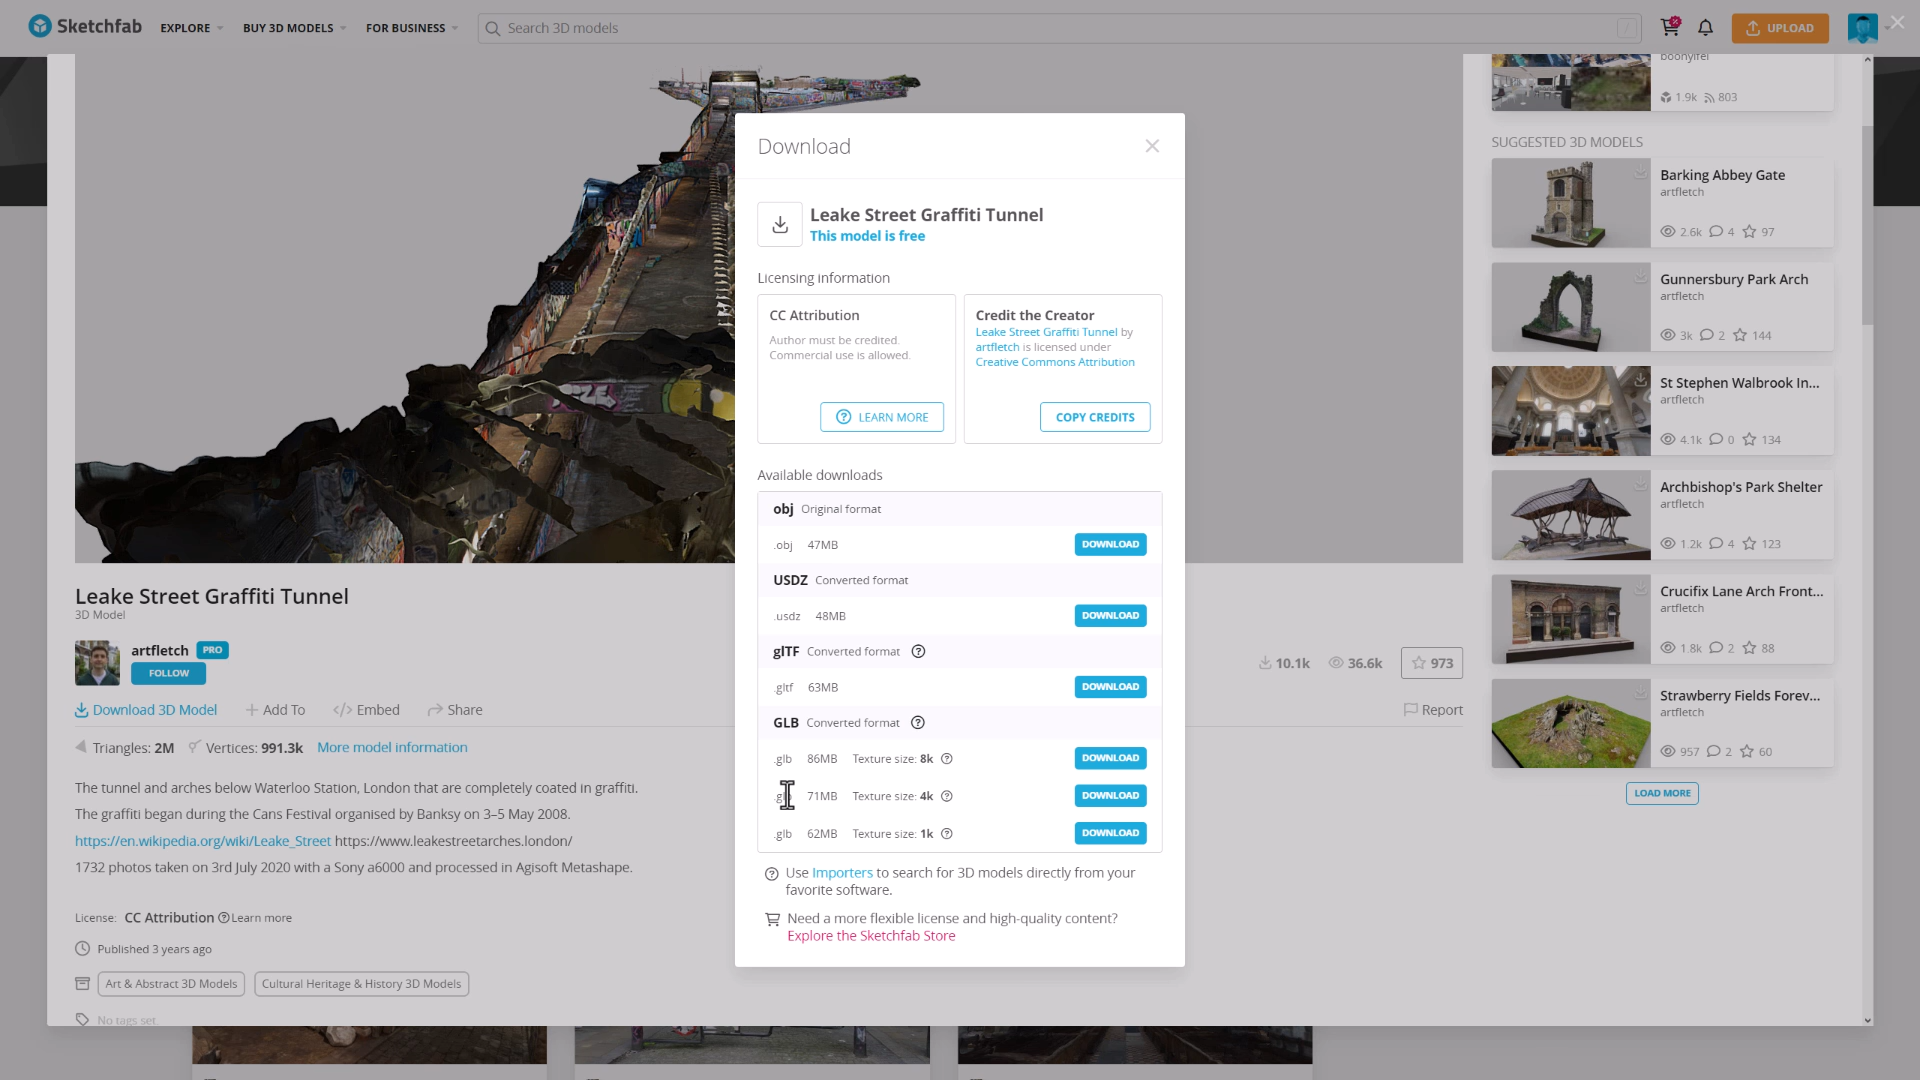 Sketchfab
EXPLORE
BUY 3D MODELS
FOR BUSINESS
Search 3D models
/
UPLOAD
boonyifei
1.9k 803
SUGGESTED 3D MODELS
Barking Abbey Gate
artfletch
2.6k 4 97
Gunnersbury Park Arch
artfletch
3k 2 144
St Stephen Walbrook In...
artfletch
4.1k 0 134
Archbishop's Park Shelter
artfletch
1.2k 4 123
Crucifix Lane Arch Front...
artfletch
1.8k 2 88
Strawberry Fields Forev...
artfletch
957 2 60
LOAD MORE
Download
Leake Street Graffiti Tunnel
This model is free
Licensing information
CC Attribution
Author must be credited.
Commercial use is allowed.
LEARN MORE
Credit the Creator
Leake Street Graffiti Tunnel by
artfletch is licensed under
Creative Commons Attribution
COPY CREDITS
Available downloads
obj Original format
.obj 47MB DOWNLOAD
USDZ Converted format
.usdz 48MB DOWNLOAD
glTF Converted format
.gltf 63MB DOWNLOAD
GLB Converted format
.glb 86MB Texture size: 8k DOWNLOAD
.glb 71MB Texture size: 4k DOWNLOAD
.glb 62MB Texture size: 1k DOWNLOAD
Use Importers to search for 3D models directly from your
favorite software.
Need a more flexible license and high-quality content?
Explore the Sketchfab Store
Leake Street Graffiti Tunnel
3D Model
artfletch PRO
FOLLOW
10.1k 36.6k 973
Download 3D Model Add To Embed Share Report
Triangles: 2M Vertices: 991.3k More model information
The tunnel and arches below Waterloo Station, London that are completely coated in graffiti.
The graffiti began during the Cans Festival organised by Banksy on 3–5 May 2008.
https://en.wikipedia.org/wiki/Leake_Street https://www.leakestreetarches.london/
1732 photos taken on 3rd July 2020 with a Sony a6000 and processed in Agisoft Metashape.
License: CC Attribution Learn more
Published 3 years ago
Art & Abstract 3D Models
Cultural Heritage & History 3D Models
No tags set.